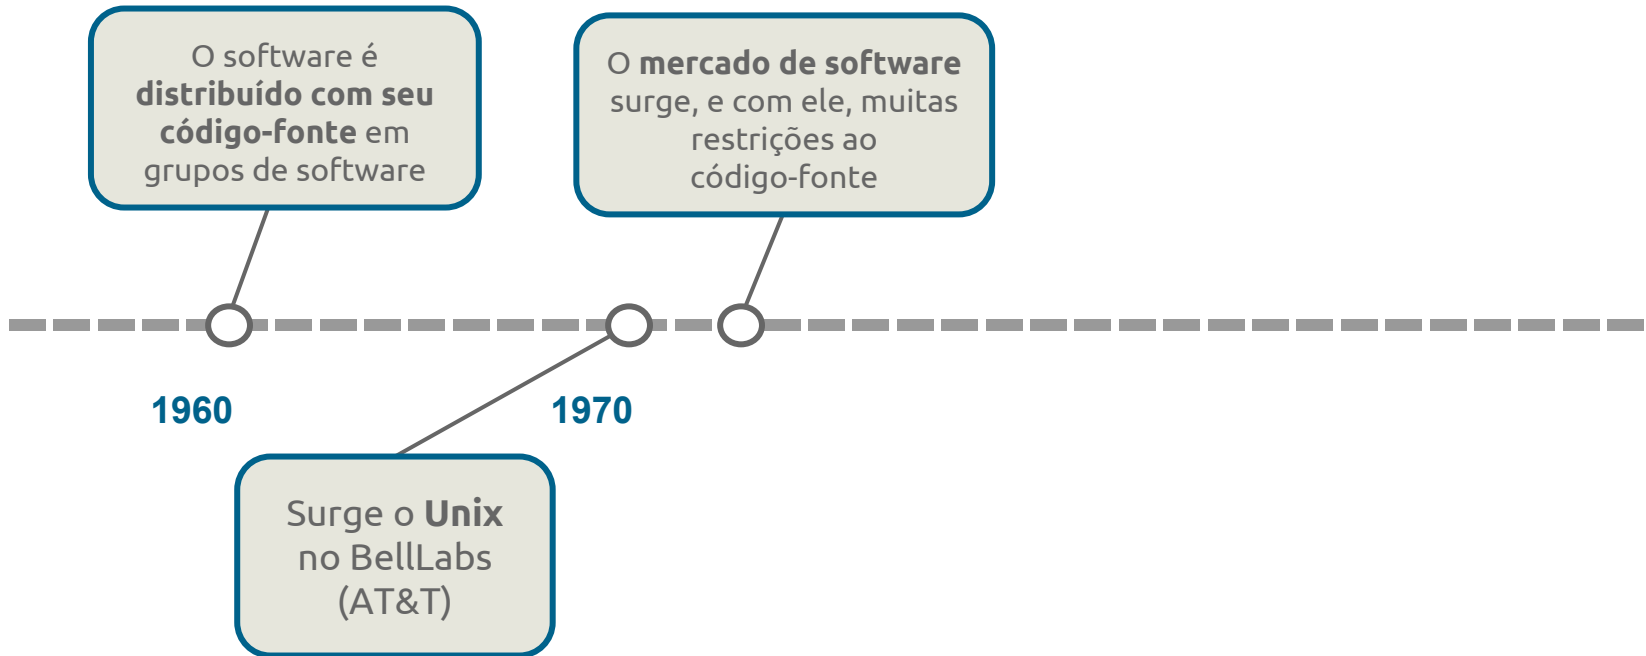 O software é
distribuído com seu
código-fonte em
grupos de software
O mercado de software
surge, e com ele, muitas
restrições ao
código-fonte
1960
1970
Surge o Unix
no BellLabs
(AT&T)